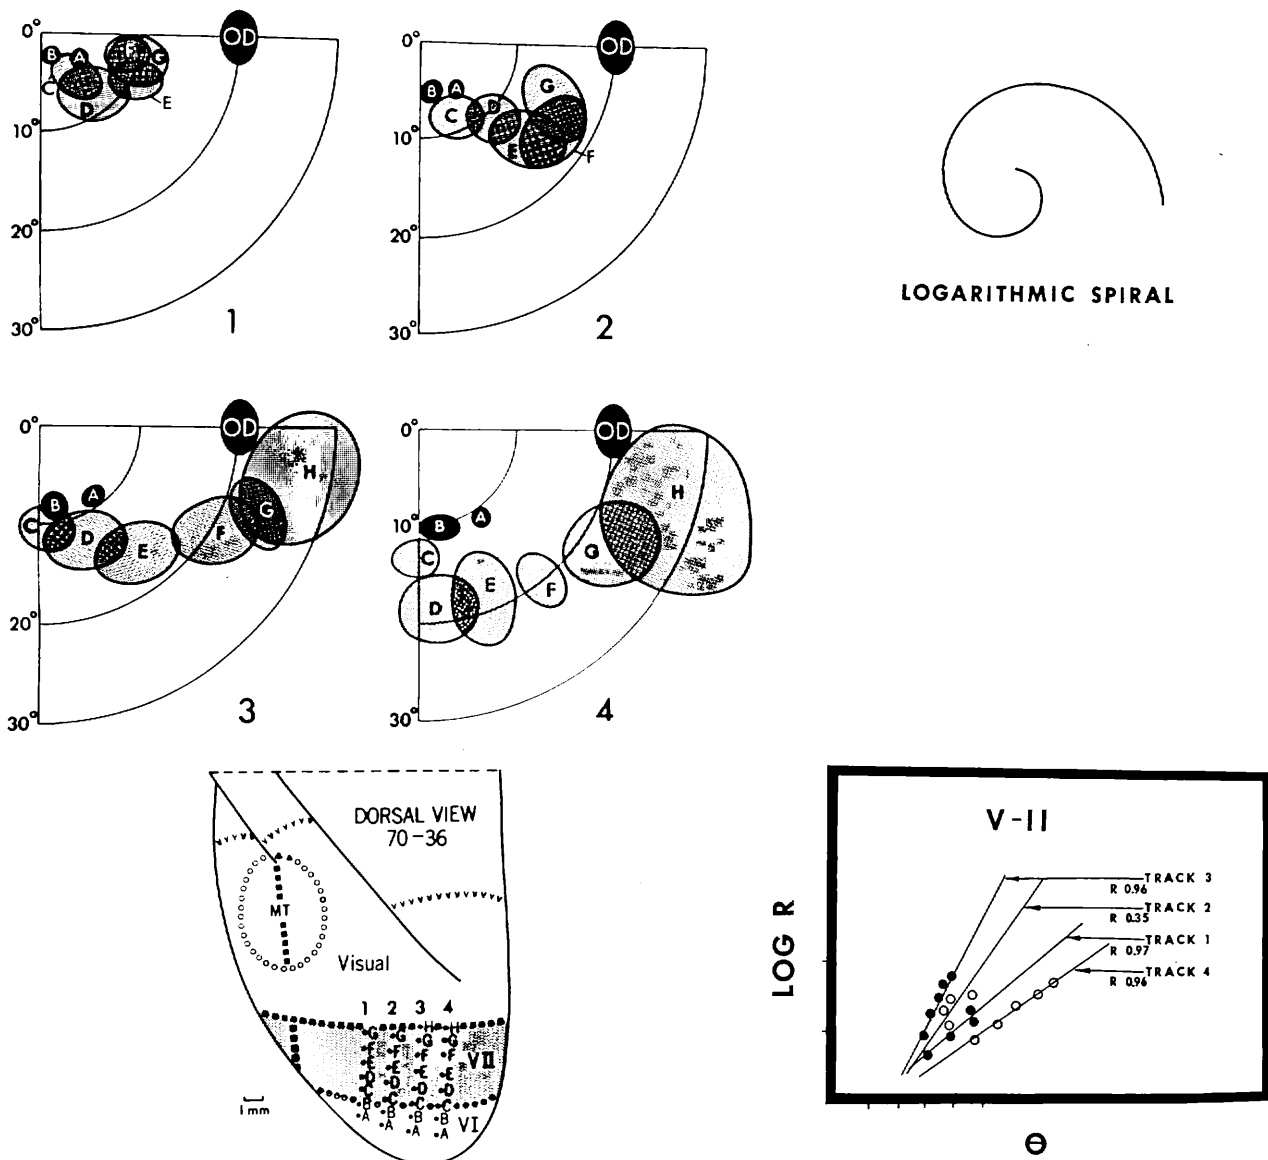 0°
10°
20°
30°
B
A
C
D
F
G
E
OD
1
0°
10°
20°
30°
B
A
C
D
E
G
F
OD
2
LOGARITHMIC SPIRAL
0°
10°
20°
30°
C
B
A
D
E
F
G
H
OD
3
0°
10°
20°
30°
B
A
C
D
E
F
G
H
OD
4
DORSAL VIEW
70-36
MT
Visual
1 2 3 4
H H
G G G G
F F F F
E E E E
D D D D
C C C C
B B B B
A A A A
VII
VI
1 mm
V-II
LOG R
TRACK 3
R 0.96
TRACK 2
R 0.35
TRACK 1
R 0.97
TRACK 4
R 0.96
Θ